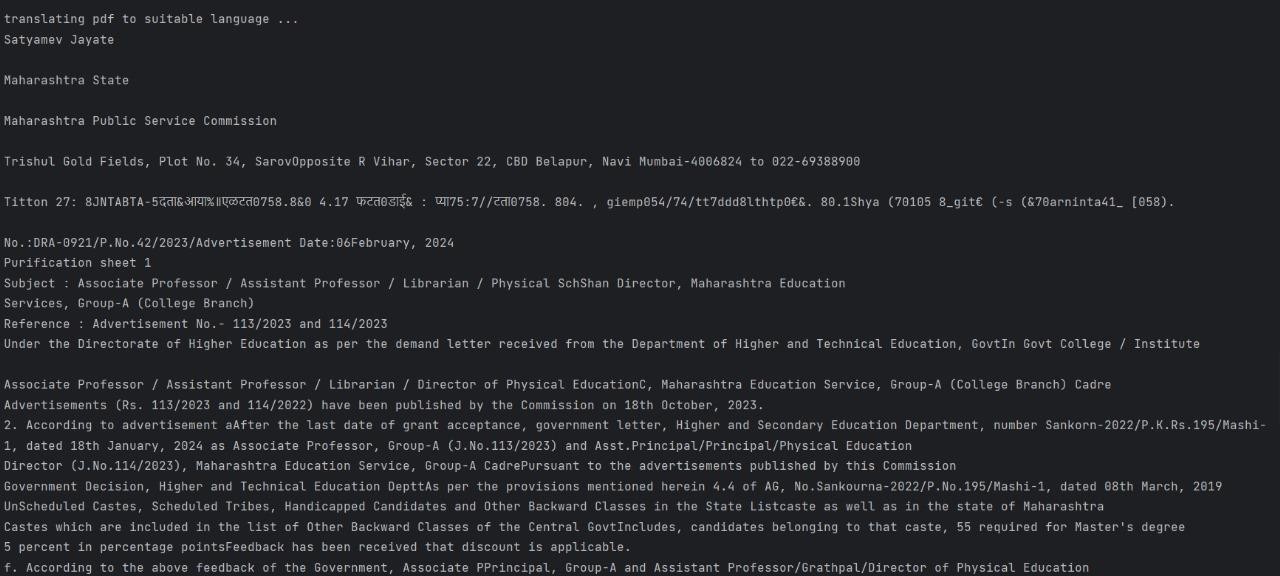 translating pdf to suitable language ...
Satyamev Jayate
Maharashtra State
Maharashtra Public Service Commission
Trishul Gold Fields, Plot No. 34, SarovOpposite R Vihar, Sector 22, CBD Belapur, Navi Mumbai-4006824 to 022-69388900
Titton 27: 8JNTABTA-5दता&आया%॥एळटत0758.8&0 4.17 फटत0डाई& : प्या75:7//टता0758. 804. , giemp054/74/tt7ddd8lthtp0€&. 80.1Shya (70105 8_git€ (-s (&70arninta41_ [058).
No.:DRA-0921/P.No.42/2023/Advertisement Date:06February, 2024
Purification sheet 1
Subject : Associate Professor / Assistant Professor / Librarian / Physical SchShan Director, Maharashtra Education
Services, Group-A (College Branch)
Reference : Advertisement No.- 113/2023 and 114/2023
Under the Directorate of Higher Education as per the demand letter received from the Department of Higher and Technical Education, GovtIn Govt College / Institute
Associate Professor / Assistant Professor / Librarian / Director of Physical EducationC, Maharashtra Education Service, Group-A (College Branch) Cadre
Advertisements (Rs. 113/2023 and 114/2022) have been published by the Commission on 18th October, 2023.
2. According to advertisement aAfter the last date of grant acceptance, government letter, Higher and Secondary Education Department, number Sankorn-2022/P.K.Rs.195/Mashi-
1, dated 18th January, 2024 as Associate Professor, Group-A (J.No.113/2023) and Asst.Principal/Principal/Physical Education
Director (J.No.114/2023), Maharashtra Education Service, Group-A CadrePursuant to the advertisements published by this Commission
Government Decision, Higher and Technical Education DepttAs per the provisions mentioned herein 4.4 of AG, No.Sankourna-2022/P.No.195/Mashi-1, dated 08th March, 2019
UnScheduled Castes, Scheduled Tribes, Handicapped Candidates and Other Backward Classes in the State Listcaste as well as in the state of Maharashtra
Castes which are included in the list of Other Backward Classes of the Central GovtIncludes, candidates belonging to that caste, 55 required for Master's degree
5 percent in percentage pointsFeedback has been received that discount is applicable.
f. According to the above feedback of the Government, Associate PPrincipal, Group-A and Assistant Professor/Grathpal/Director of Physical Education